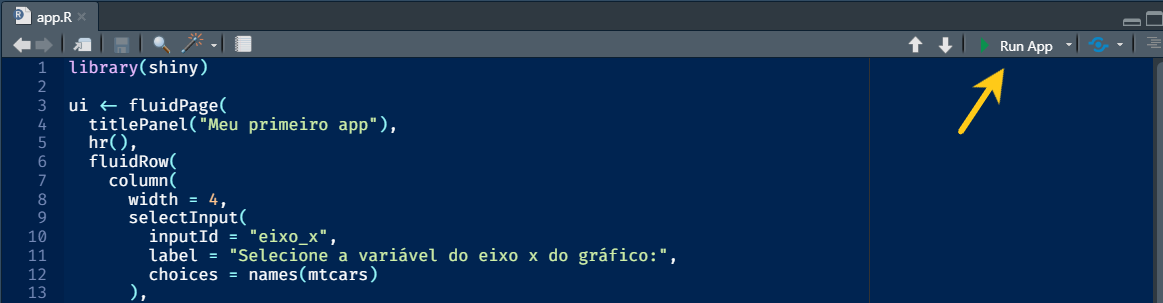 app.R
Run App
1 library(shiny)
2
3 ui ← fluidPage(
4   titlePanel("Meu primeiro app"),
5   hr(),
6   fluidRow(
7     column(
8       width = 4,
9       selectInput(
10         inputId = "eixo_x",
11         label = "Selecione a variável do eixo x do gráfico:",
12         choices = names(mtcars)
13       ),